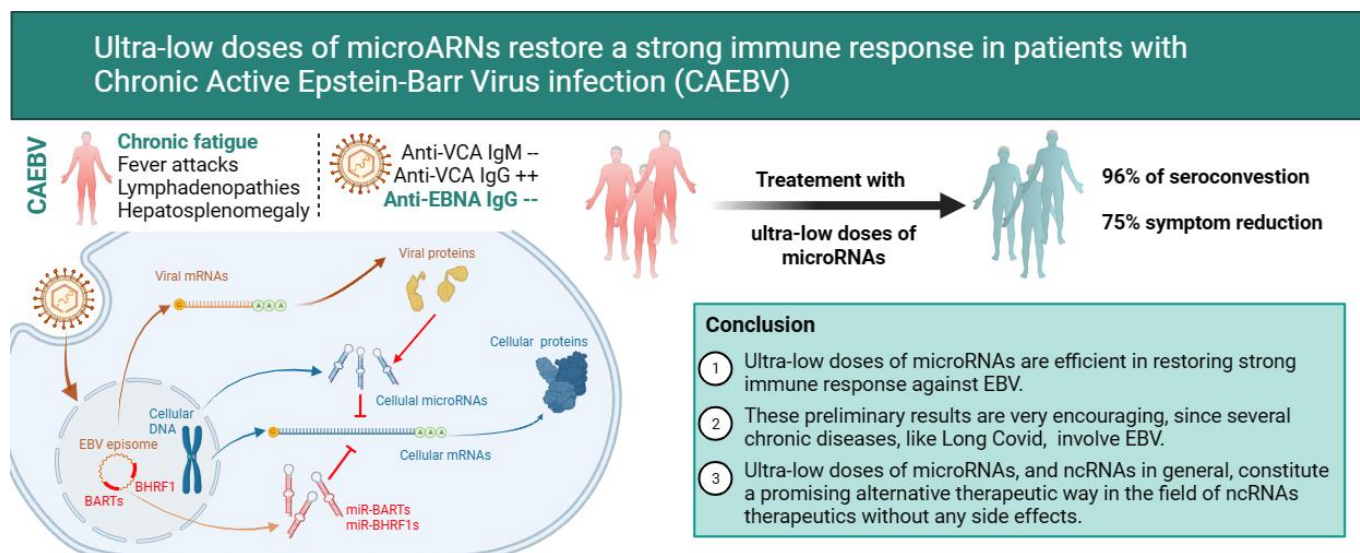 Ultra-low doses of microARNs restore a strong immune response in patients with
Chronic Active Epstein-Barr Virus infection (CAEBV)
CAEBV
Chronic fatigue
Fever attacks
Lymphadenopathies
Hepatosplenomegaly
Anti-VCA IgM --
Anti-VCA IgG ++
Anti-EBNA IgG --
Treatement with
ultra-low doses of
microRNAs
96% of seroconvestion
75% symptom reduction
Viral mRNAs
G
A A A
Viral proteins
Cellular proteins
Cellular
DNA
Cellulal microRNAs
G
A A A
Cellular mRNAs
EBV episome
BHRF1
BARTs
miR-BARTs
miR-BHRF1s
Conclusion
1 Ultra-low doses of microRNAs are efficient in restoring strong
immune response against EBV.
2 These preliminary results are very encouraging, since several
chronic diseases, like Long Covid, involve EBV.
3 Ultra-low doses of microRNAs, and ncRNAs in general, constitute
a promising alternative therapeutic way in the field of ncRNAs
therapeutics without any side effects.